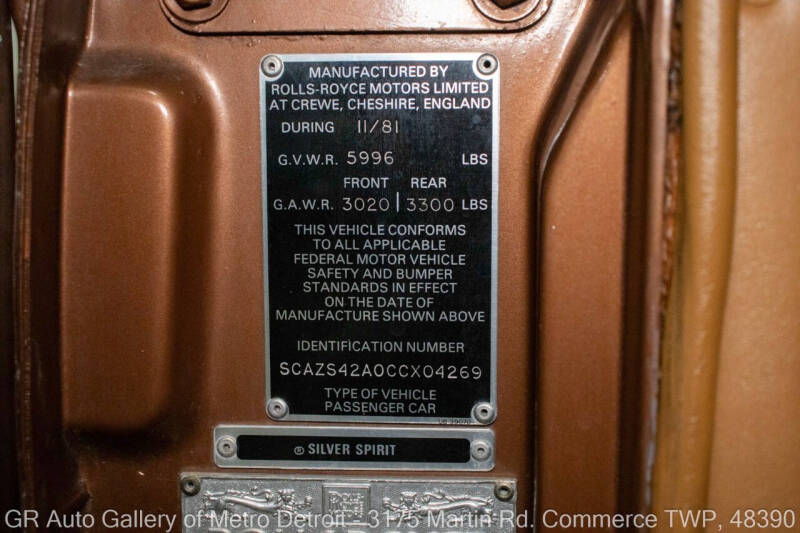 MANUFACTURED BY
ROLLS-ROYCE MOTORS LIMITED
AT CREWE, CHESHIRE, ENGLAND
DURING 11/81
G.V.W.R. 5996 LBS
FRONT REAR
G.A.W.R. 3020 | 3300 LBS
THIS VEHICLE CONFORMS
TO ALL APPLICABLE
FEDERAL MOTOR VEHICLE
SAFETY AND BUMPER
STANDARDS IN EFFECT
ON THE DATE OF
MANUFACTURE SHOWN ABOVE
IDENTIFICATION NUMBER
SCAZS42A0CCX04269
TYPE OF VEHICLE
PASSENGER CAR
® SILVER SPIRIT
GR Auto Gallery of Metro Detroit - 3175 Martin Rd. Commerce TWP, 48390